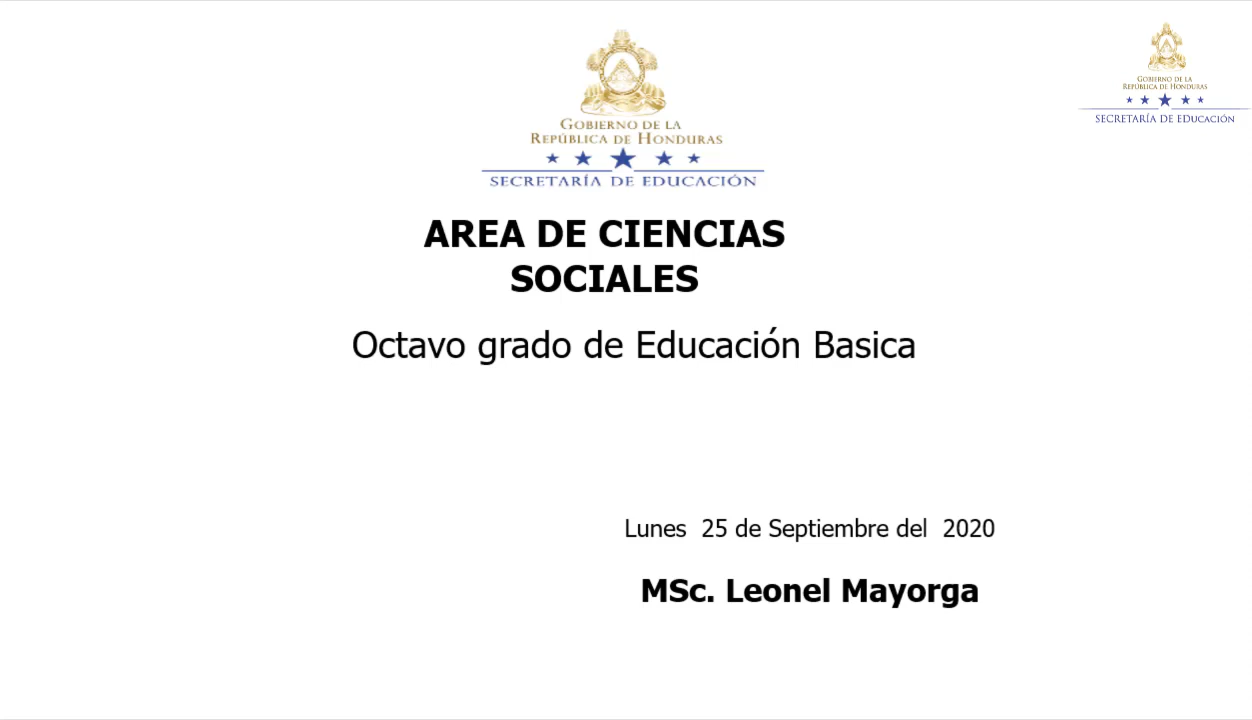 GOBIERNO DE LA
REPÚBLICA DE HONDURAS
SECRETARÍA DE EDUCACIÓN
GOBIERNO DE LA
REPÚBLICA DE HONDURAS
SECRETARÍA DE EDUCACIÓN
AREA DE CIENCIAS
SOCIALES
Octavo grado de Educación Basica
Lunes 25 de Septiembre del 2020
MSc. Leonel Mayorga